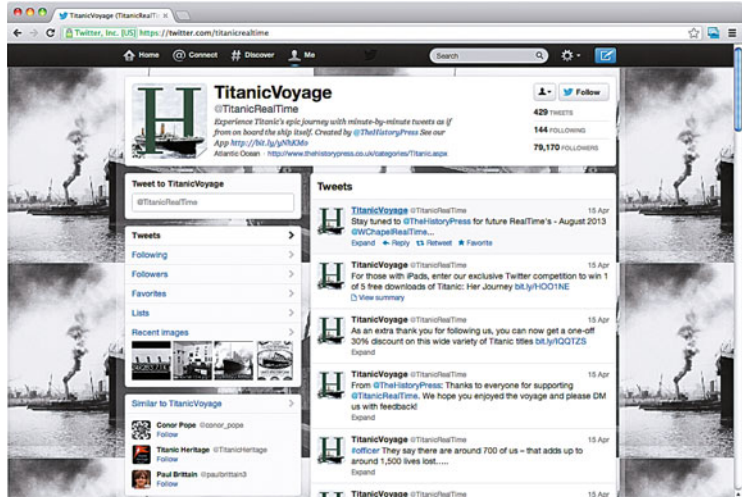 TitanicVoyage (TitanicRealTi
Twitter, Inc. [US] https://twitter.com/titanicrealtime
Home @ Connect # Discover Me Search
H
TitanicVoyage
@TitanicRealTime
Experience Titanic's epic journey with minute-by-minute tweets as if
from on board the ship itself. Created by @TheHistoryPress See our
App http://bit.ly/yNhKMo
Atlantic Ocean · http://www.thehistorypress.co.uk/categories/Titanic.aspx
Follow
429 TWEETS
144 FOLLOWING
79,170 FOLLOWERS
Tweet to TitanicVoyage
@TitanicRealTime
Tweets
Following
Followers
Favorites
Lists
Recent images
Similar to TitanicVoyage
Conor Pope @conor_pope
Follow
Titanic Heritage @TitanicHeritage
Follow
Paul Brittain @paulbrittain3
Follow
Tweets
TitanicVoyage @TitanicRealTime 15 Apr
Stay tuned to @TheHistoryPress for future RealTime's - August 2013
@WChapelRealTime...
Expand Reply Retweet Favorite
TitanicVoyage @TitanicRealTime 15 Apr
For those with iPads, enter our exclusive Twitter competition to win 1
of 5 free downloads of Titanic: Her Journey bit.ly/HOO1NE
View summary
TitanicVoyage @TitanicRealTime 15 Apr
As an extra thank you for following us, you can now get a one-off
30% discount on this wide variety of Titanic titles bit.ly/IQQTZS
Expand
TitanicVoyage @TitanicRealTime 15 Apr
From @TheHistoryPress: Thanks to everyone for supporting
@TitanicRealTime. We hope you enjoyed the voyage and please DM
us with feedback!
Expand
TitanicVoyage @TitanicRealTime 15 Apr
#officer They say there are around 700 of us – that adds up to
around 1,500 lives lost.....
Expand
TitanicVoyage @TitanicRealTime 15 Apr